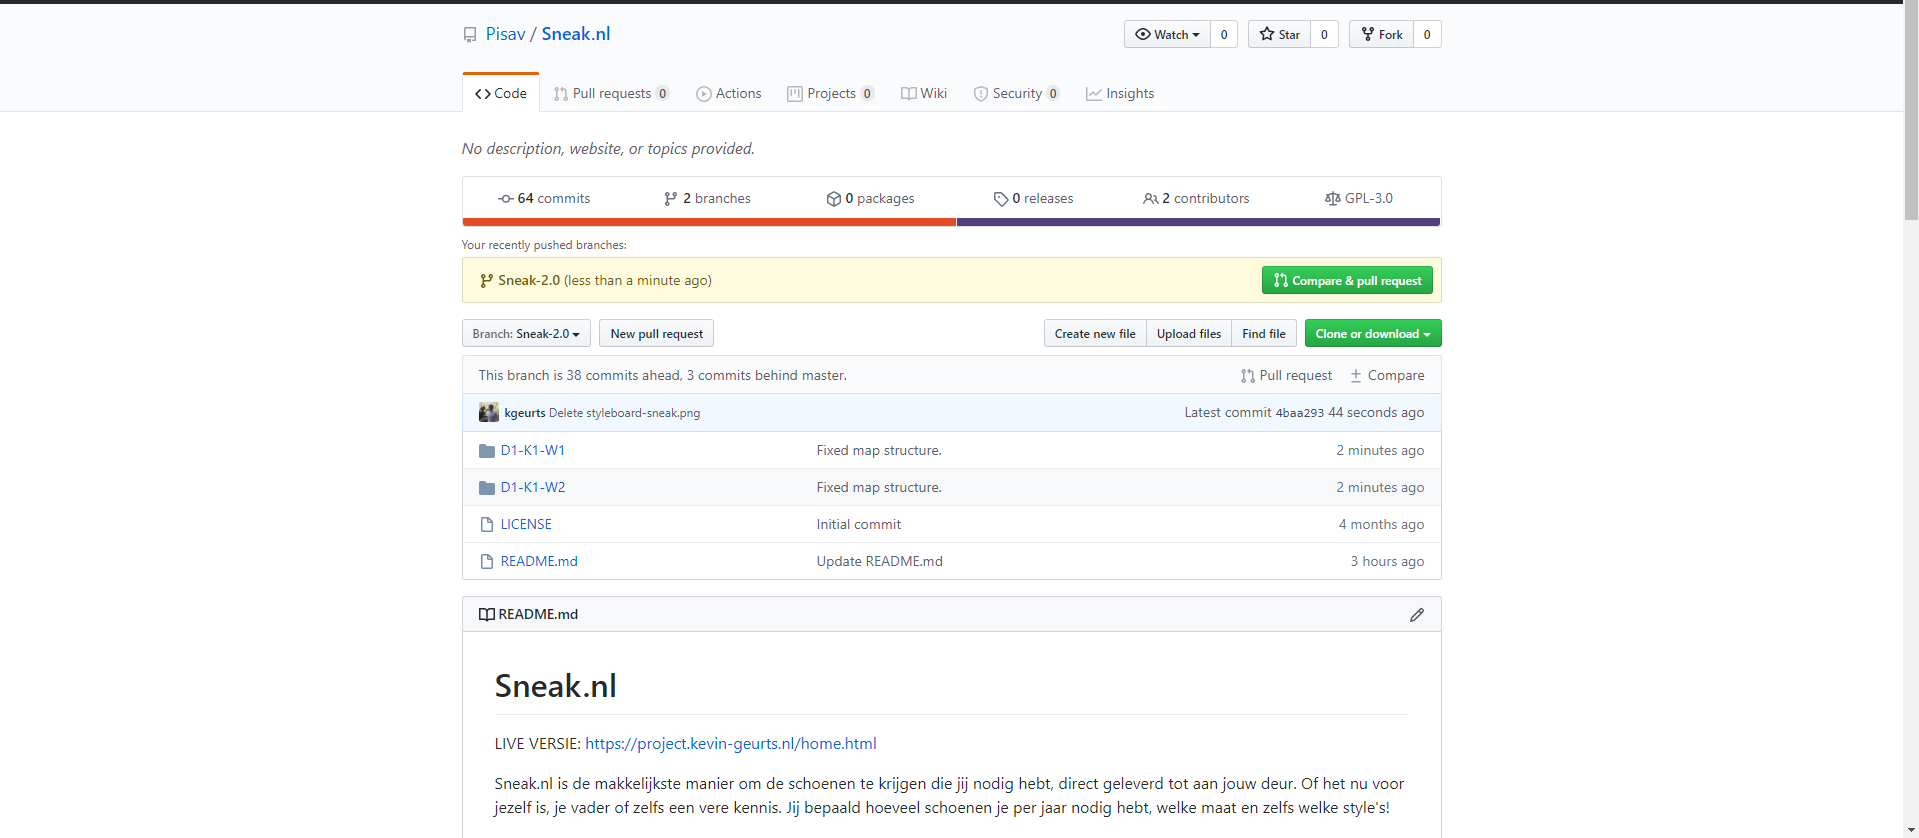 Pisav / Sneak.nl
Watch 0 Star 0 Fork 0
Code Pull requests 0 Actions Projects 0 Wiki Security 0 Insights
No description, website, or topics provided.
64 commits 2 branches 0 packages 0 releases 2 contributors GPL-3.0
Your recently pushed branches:
Sneak-2.0 (less than a minute ago) Compare & pull request
Branch: Sneak-2.0 New pull request Create new file Upload files Find file Clone or download
This branch is 38 commits ahead, 3 commits behind master. Pull request Compare
kgeurts Delete styleboard-sneak.png Latest commit 4baa293 44 seconds ago
D1-K1-W1 Fixed map structure. 2 minutes ago
D1-K1-W2 Fixed map structure. 2 minutes ago
LICENSE Initial commit 4 months ago
README.md Update README.md 3 hours ago
README.md
Sneak.nl
LIVE VERSIE: https://project.kevin-geurts.nl/home.html
Sneak.nl is de makkelijkste manier om de schoenen te krijgen die jij nodig hebt, direct geleverd tot aan jouw deur. Of het nu voor
jezelf is, je vader of zelfs een vere kennis. Jij bepaald hoeveel schoenen je per jaar nodig hebt, welke maat en zelfs welke style's!